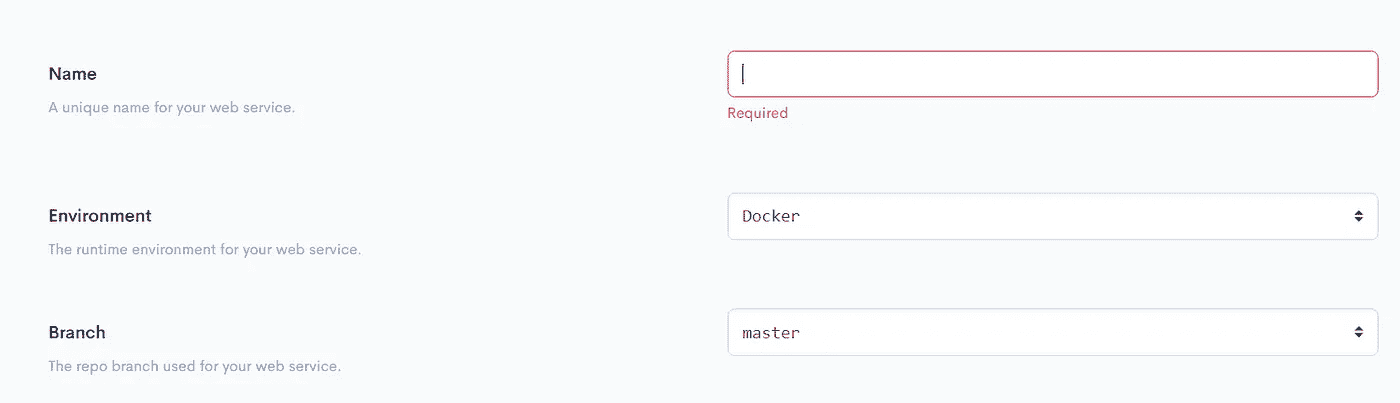 Name
A unique name for your web service.
Required
Environment
Docker
The runtime environment for your web service.
Branch
master
The repo branch used for your web service.